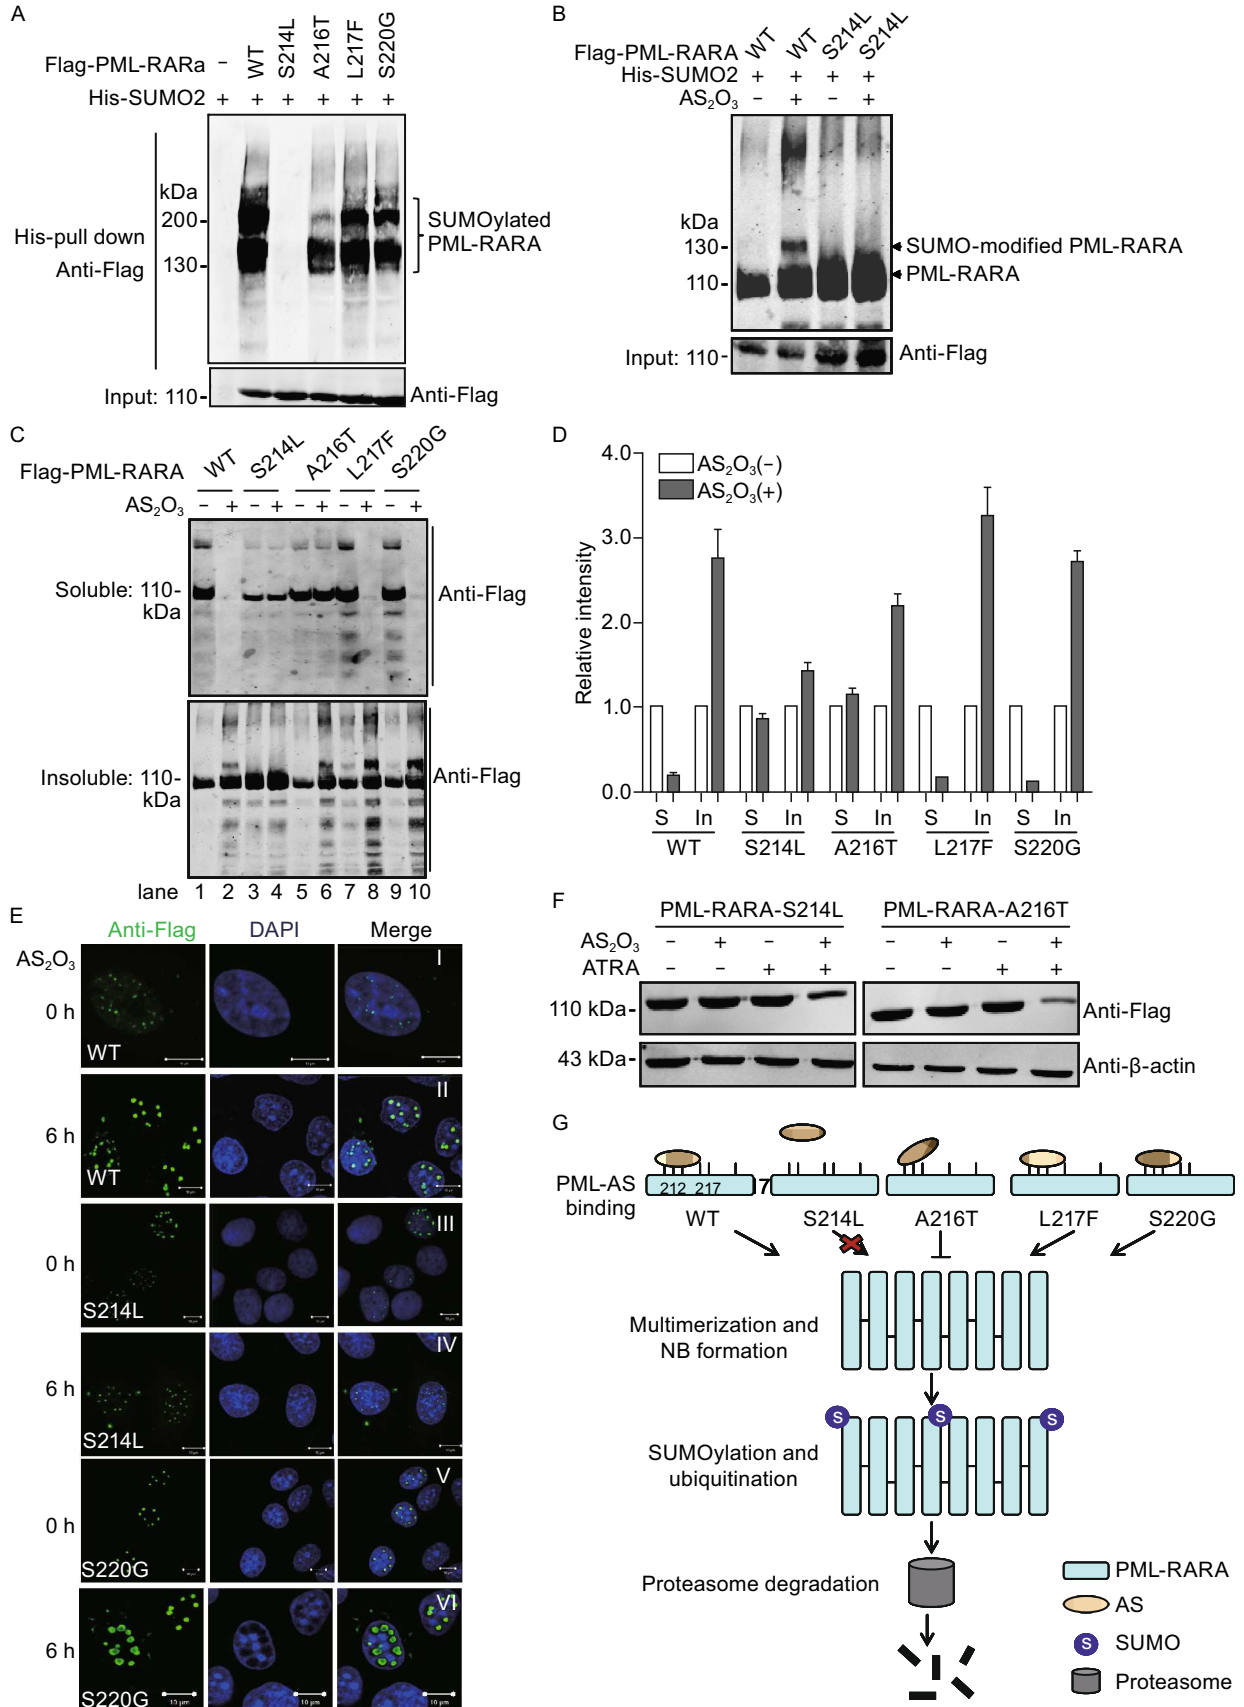 A
Flag-PML-RARa – WT S214L A216T L217F S220G
His-SUMO2 + + + + + +
kDa
200
130
His-pull down
Anti-Flag
SUMOylated
PML-RARA
Input: 110
Anti-Flag
B
Flag-PML-RARA WT WT S214L S214L
His-SUMO2 + + + +
AS2O3 – + – +
kDa
130
110
SUMO-modified PML-RARA
PML-RARA
Input: 110
Anti-Flag
C
Flag-PML-RARA WT S214L A216T L217F S220G
AS2O3 – + – + – + – + – +
Soluble: 110
kDa
Anti-Flag
Insoluble: 110
kDa
Anti-Flag
lane 1 2 3 4 5 6 7 8 9 10
D
AS2O3(–)
AS2O3(+)
Relative intensity
4.0
3.0
2.0
1.0
0.0
S In S In S In S In S In
WT S214L A216T L217F S220G
E
Anti-Flag DAPI Merge
AS2O3
0 h WT I
6 h WT II
0 h S214L III
6 h S214L IV
0 h S220G V
6 h S220G VI
10 μm 10 μm 10 μm
F
PML-RARA-S214L PML-RARA-A216T
AS2O3 – + – + – + – +
ATRA – – + + – – + +
110 kDa
Anti-Flag
43 kDa
Anti-β-actin
G
PML-AS
binding
212 217
17
WT S214L A216T L217F S220G
Multimerization and
NB formation
S S S
SUMOylation and
ubiquitination
Proteasome degradation
PML-RARA
AS
S SUMO
Proteasome